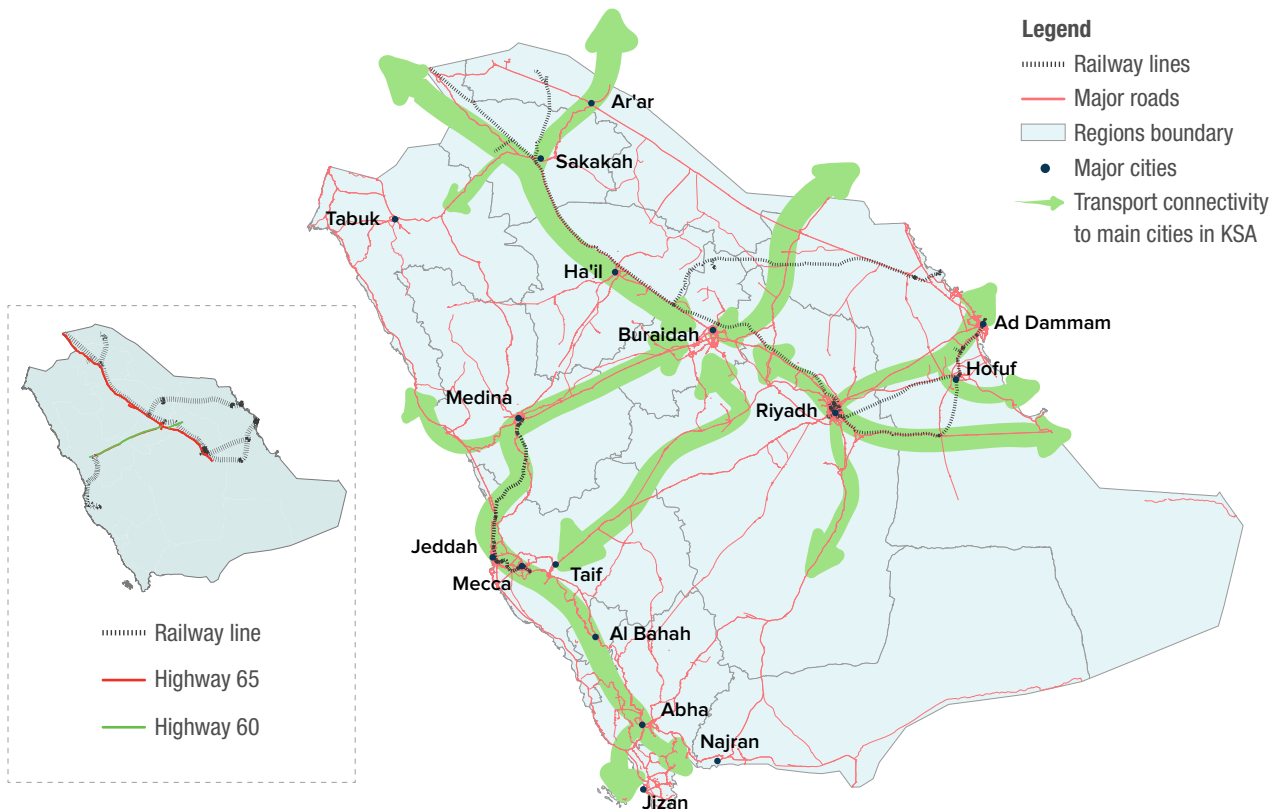 Legend
Railway lines
Major roads
Regions boundary
Major cities
Transport connectivity
to main cities in KSA
Ar'ar
Sakakah
Tabuk
Ha'il
Buraidah
Ad Dammam
Hofuf
Medina
Riyadh
Jeddah
Mecca
Taif
Al Bahah
Abha
Najran
Jizan
Railway line
Highway 65
Highway 60